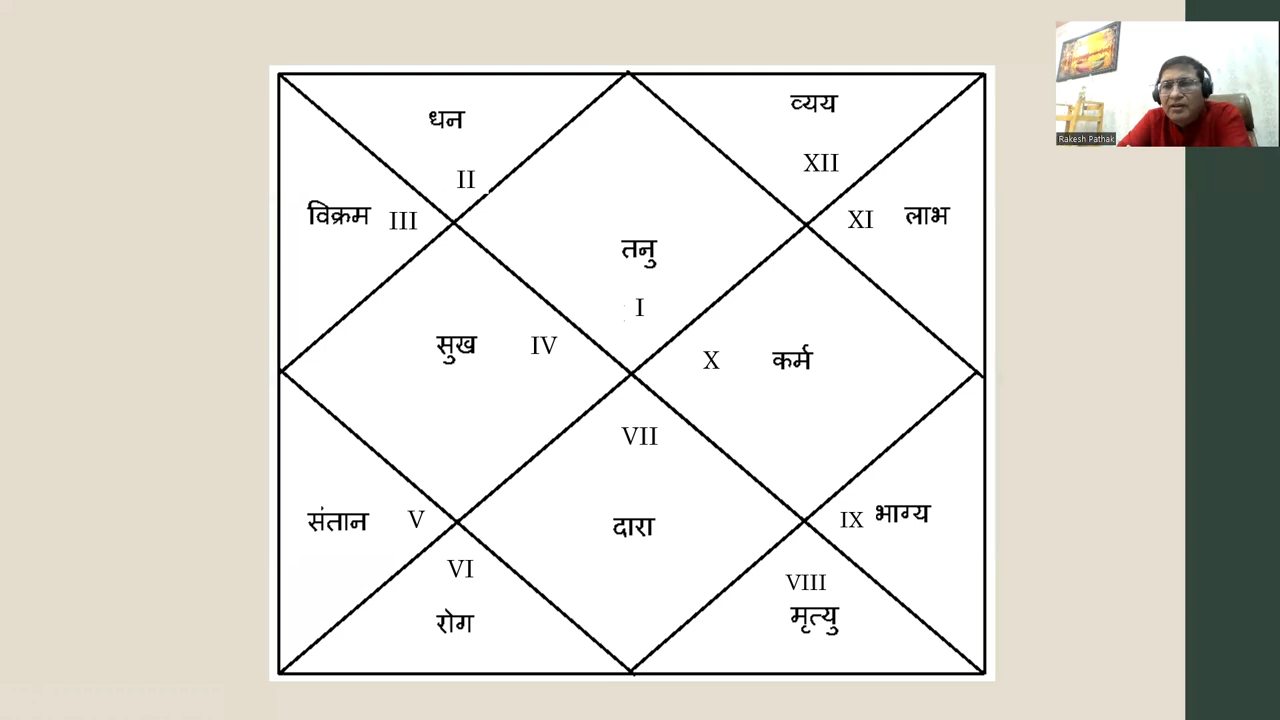 धन
II
व्यय
XII
विक्रम III
XI लाभ
तनु
I
सुख IV
X कर्म
VII
दारा
संतान V
IX भाग्य
VI
रोग
VIII
मृत्यु
Rakesh Pathak